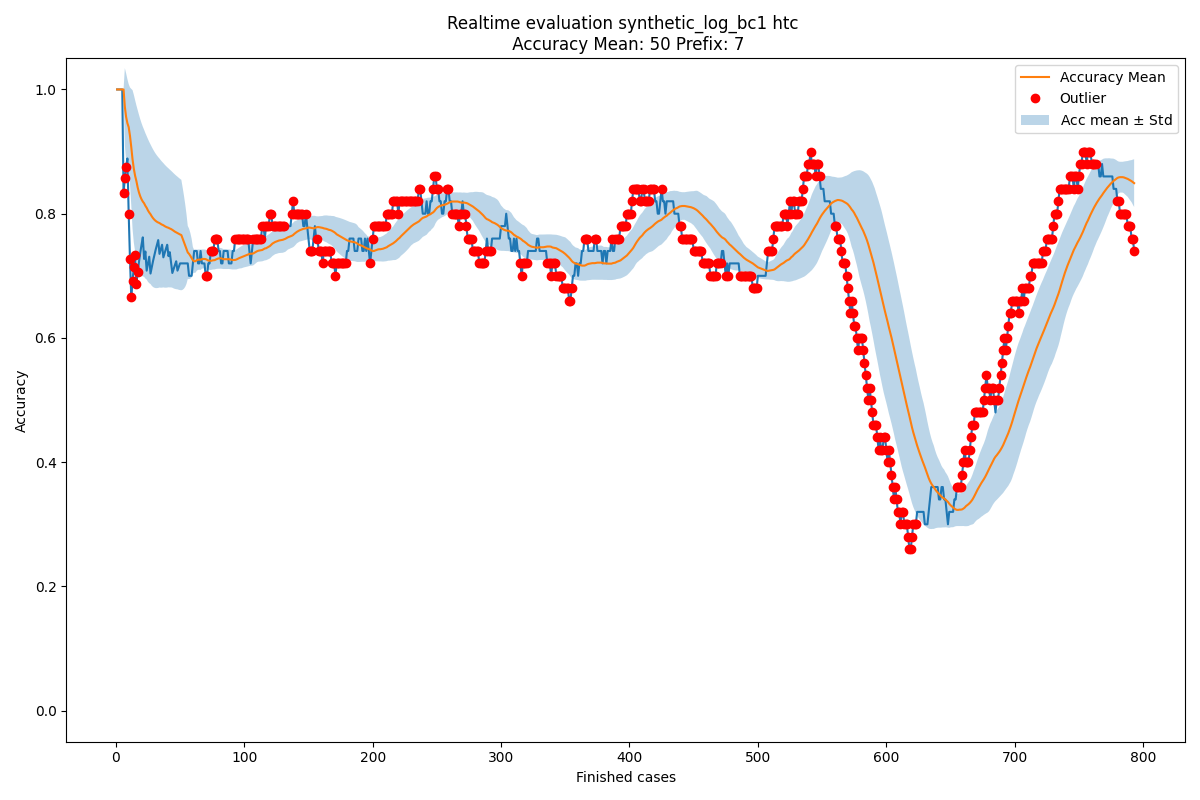 Realtime evaluation synthetic_log_bc1 htc
Accuracy Mean: 50 Prefix: 7
Accuracy Mean
Outlier
Acc mean ± Std
1.0
0.8
0.6
0.4
0.2
0.0
Accuracy
0 100 200 300 400 500 600 700 800
Finished cases